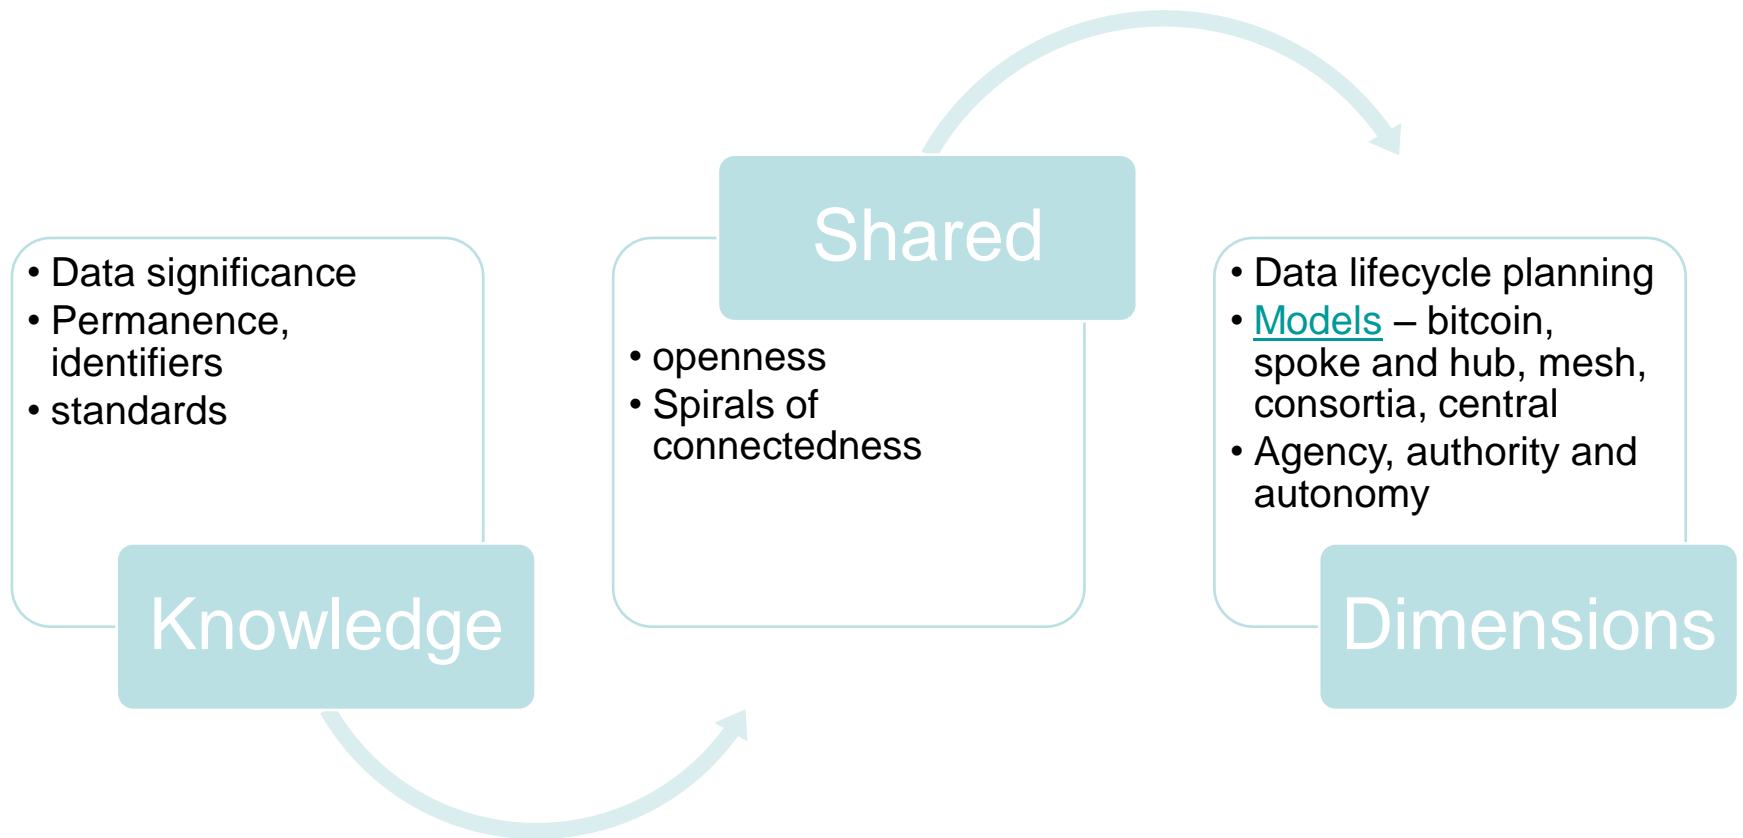 • Data significance
• Permanence,
identifiers
• standards
Knowledge
Shared
• openness
• Spirals of
connectedness
• Data lifecycle planning
• Models – bitcoin,
spoke and hub, mesh,
consortia, central
• Agency, authority and
autonomy
Dimensions